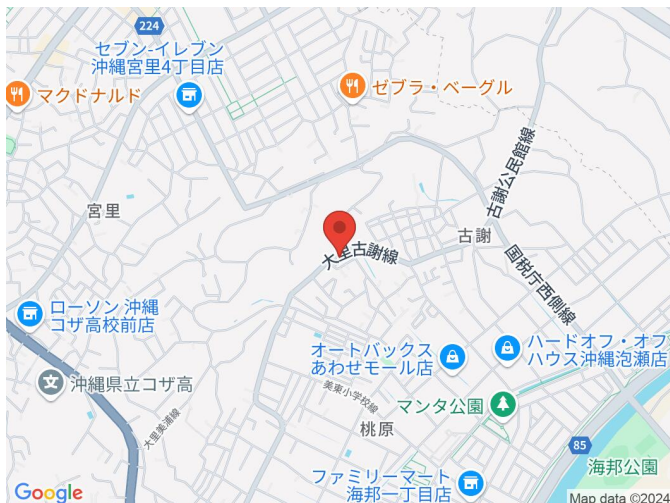 224
セブン-イレブン
沖縄宮里4丁目店
マクドナルド
ゼブラ・ベーグル
古謝公民館線
宮里
古謝
大里古謝線
国税庁西側線
ローソン 沖縄
コザ高校前店
オートバックス
あわせモール店
ハードオフ・オフ
ハウス沖縄泡瀬店
沖縄県立コザ高
大里美浦線
美東小学校線
マンタ公園
桃原
85
海邦公園
ファミリーマート
海邦一丁目店
Google
Map data ©2024